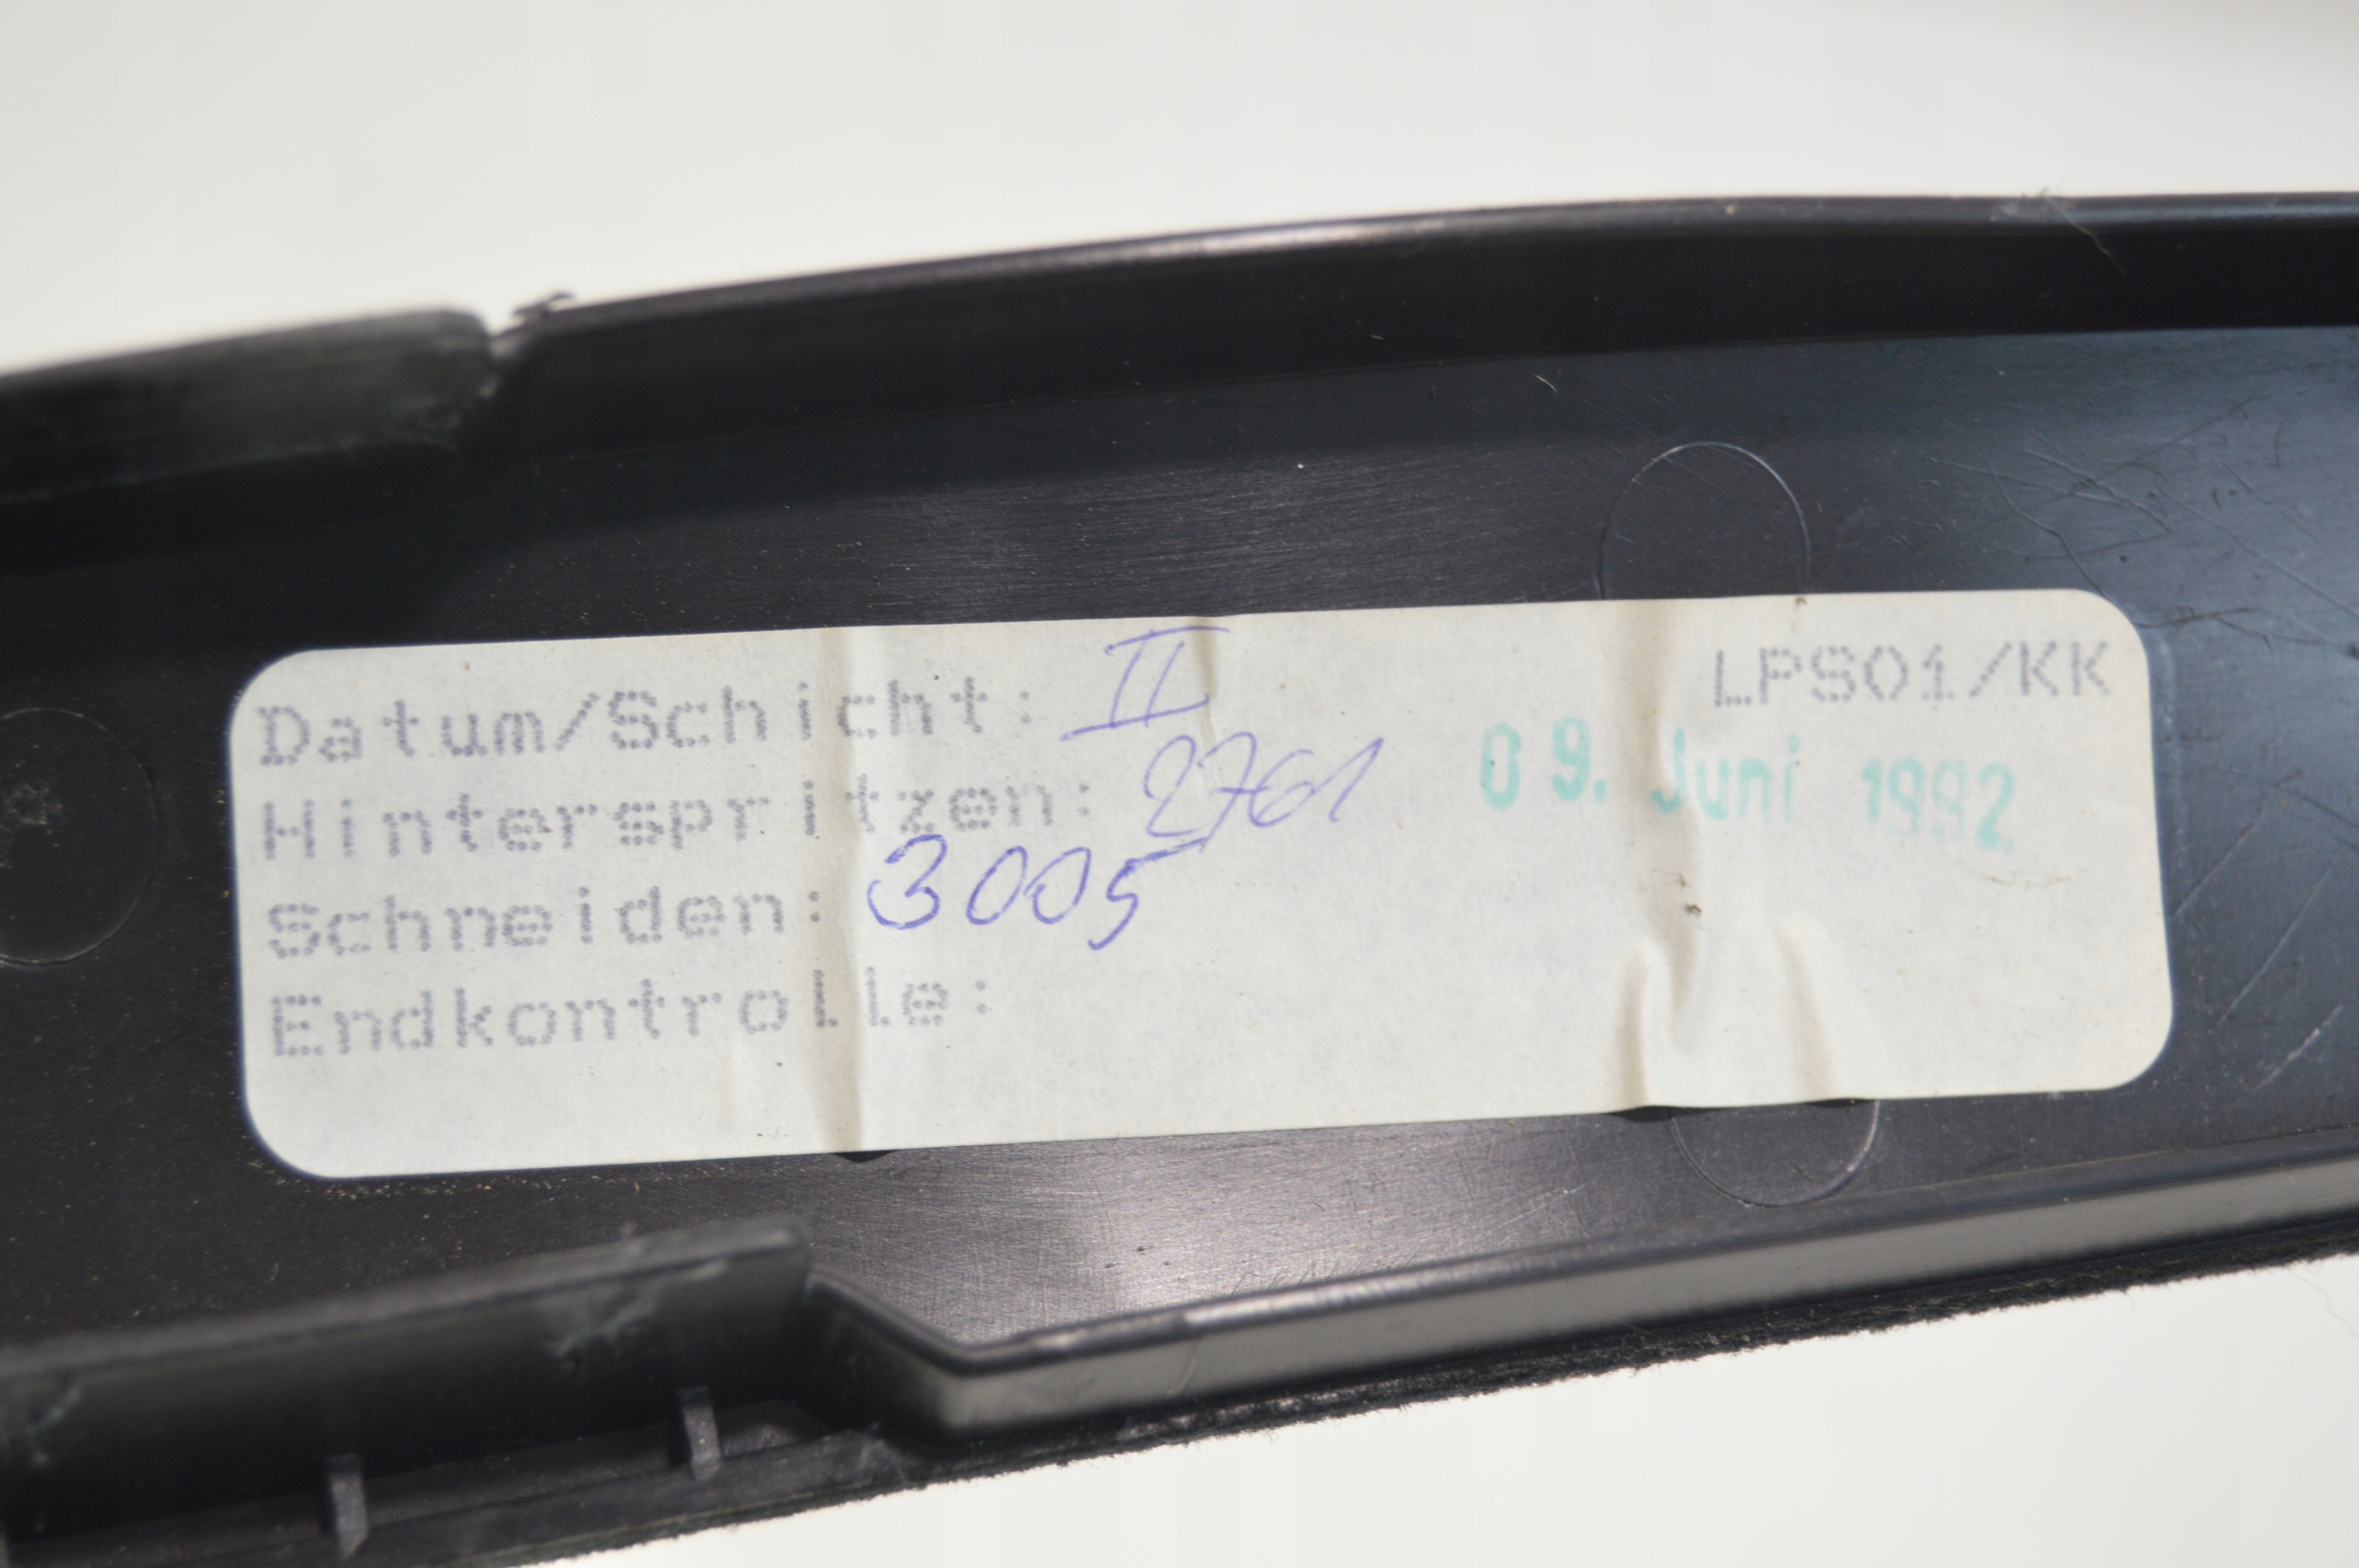 LPS01/KK
Datum/Schicht: II
Hinterspritzen: 2761
09. Juni 1992
Schneiden: 3005
Endkontrolle: